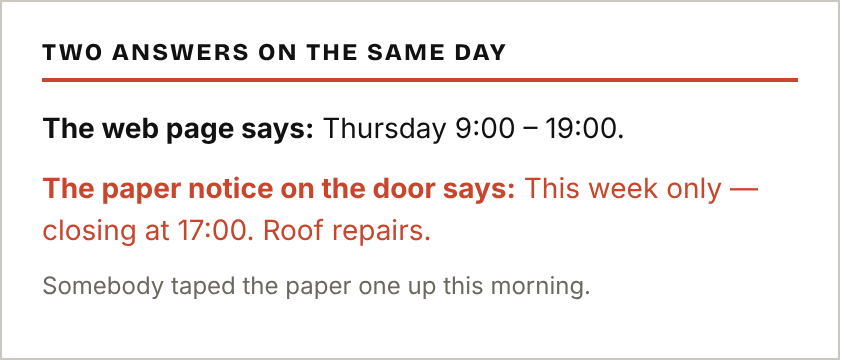 TWO ANSWERS ON THE SAME DAY
The web page says: Thursday 9:00 – 19:00.
The paper notice on the door says: This week only —
closing at 17:00. Roof repairs.
Somebody taped the paper one up this morning.